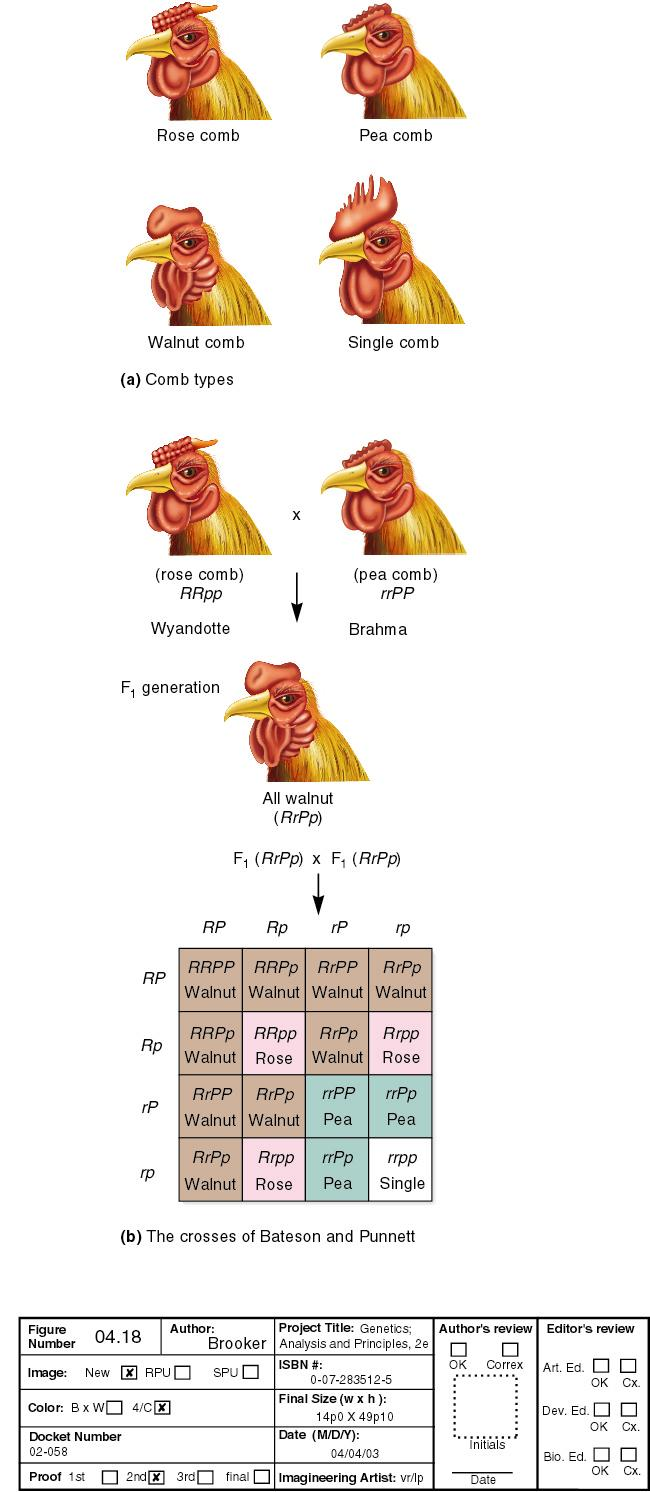 Rose comb Pea comb
Walnut comb Single comb
(a) Comb types
x
(rose comb) (pea comb)
RRpp rrPP
Wyandotte Brahma
F1 generation
All walnut
(RrPp)
F1 (RrPp) x F1 (RrPp)
RP Rp rP rp
RP RRPP RRPp RrPP RrPp
Walnut Walnut Walnut Walnut
Rp RRPp RRpp RrPp Rrpp
Walnut Rose Walnut Rose
rP RrPP RrPp rrPP rrPp
Walnut Walnut Pea Pea
rp RrPp Rrpp rrPp rrpp
Walnut Rose Pea Single
(b) The crosses of Bateson and Punnett
Figure
Number 04.18
Author:
Brooker
Project Title: Genetics;
Analysis and Principles, 2e
Author's review
OK Correx
Initials
Date
Editor's review
Art. Ed.
OK Cx.
Dev. Ed.
OK Cx.
Bio. Ed.
OK Cx.
Image: New RPU SPU
ISBN #:
0-07-283512-5
Color: B x W 4/C
Final Size (w x h ):
14p0 X 49p10
Docket Number
02-058
Date (M/D/Y):
04/04/03
Proof 1st 2nd 3rd final
Imagineering Artist: vr/lp